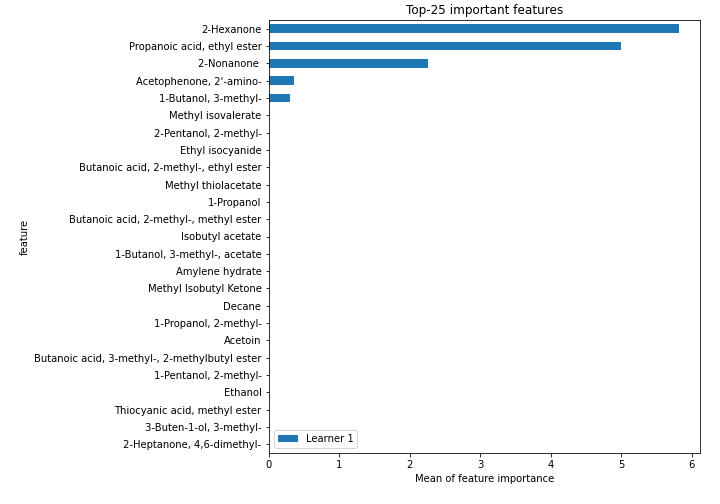 Top-25 important features
2-Hexanone
Propanoic acid, ethyl ester
2-Nonanone
Acetophenone, 2'-amino-
1-Butanol, 3-methyl-
Methyl isovalerate
2-Pentanol, 2-methyl-
Ethyl isocyanide
Butanoic acid, 2-methyl-, ethyl ester
Methyl thiolacetate
1-Propanol
Butanoic acid, 2-methyl-, methyl ester
Isobutyl acetate
1-Butanol, 3-methyl-, acetate
Amylene hydrate
Methyl Isobutyl Ketone
Decane
1-Propanol, 2-methyl-
Acetoin
Butanoic acid, 3-methyl-, 2-methylbutyl ester
1-Pentanol, 2-methyl-
Ethanol
Thiocyanic acid, methyl ester
3-Buten-1-ol, 3-methyl-
2-Heptanone, 4,6-dimethyl-
feature
Learner 1
0 1 2 3 4 5 6
Mean of feature importance